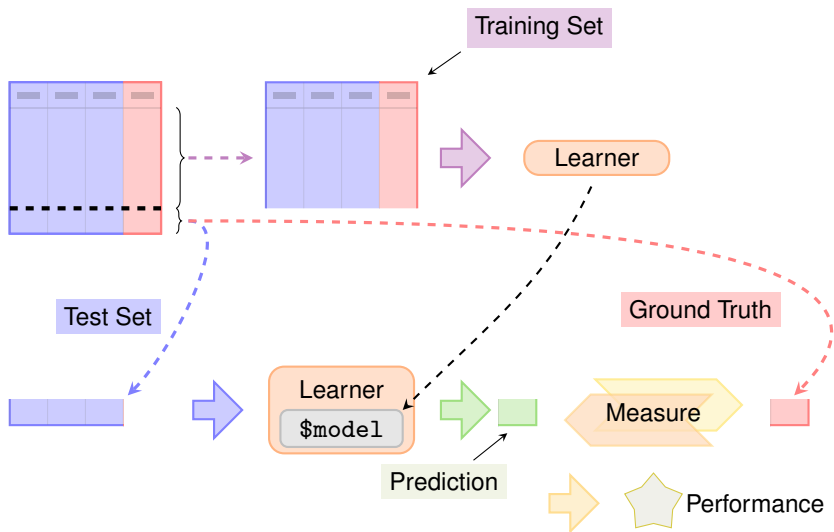 Training Set
Learner
Test Set
Ground Truth
Learner
$model
Measure
Prediction
Performance